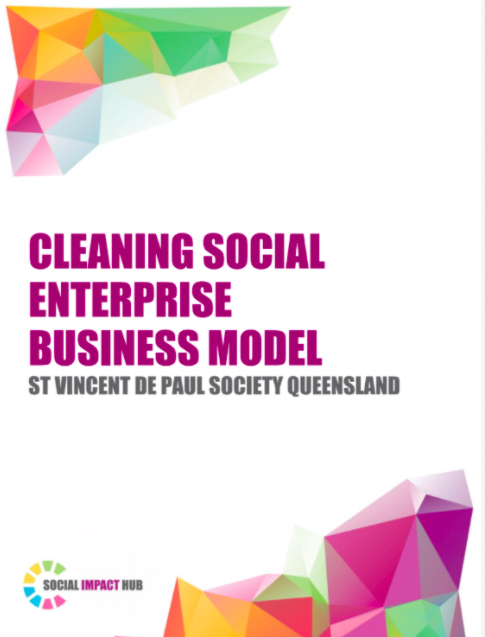 CLEANING SOCIAL
ENTERPRISE
BUSINESS MODEL
ST VINCENT DE PAUL SOCIETY QUEENSLAND
SOCIAL IMPACT HUB